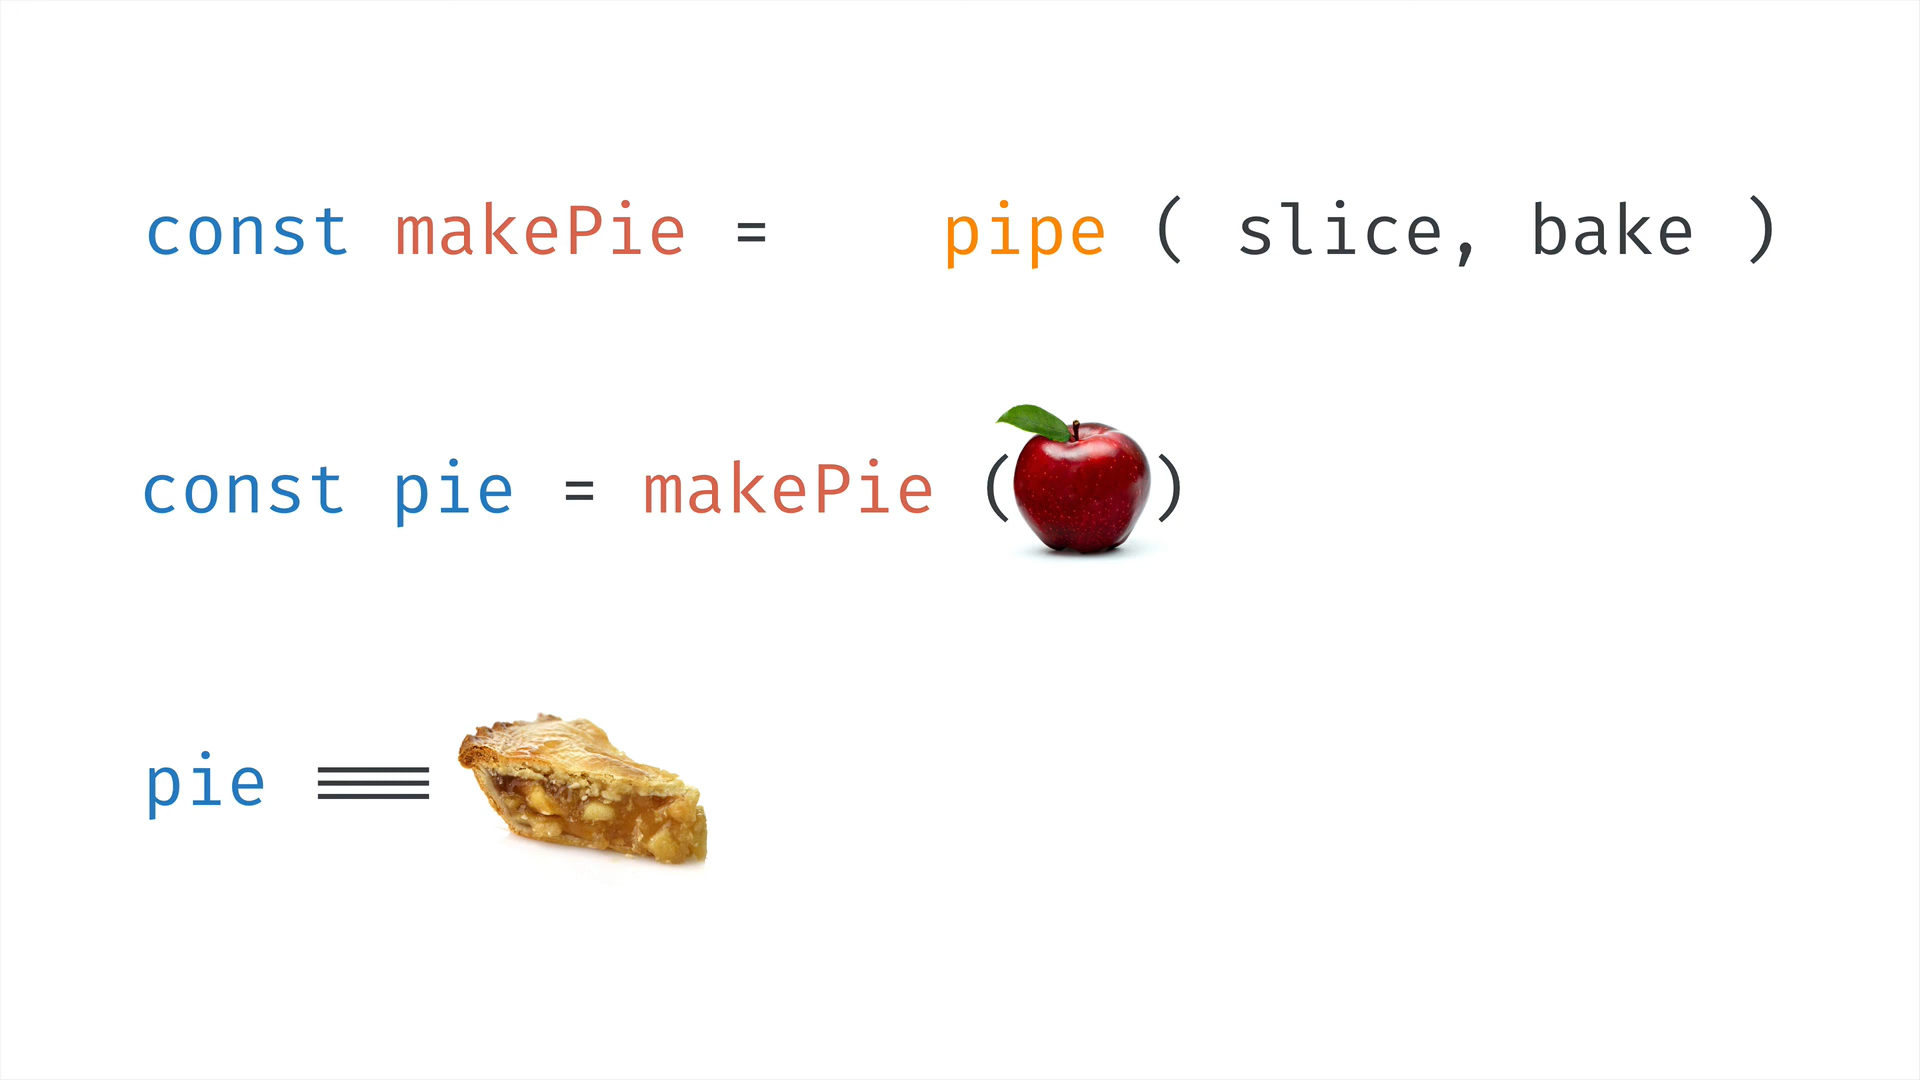 const makePie = pipe ( slice, bake )
const pie = makePie ( )
pie ===